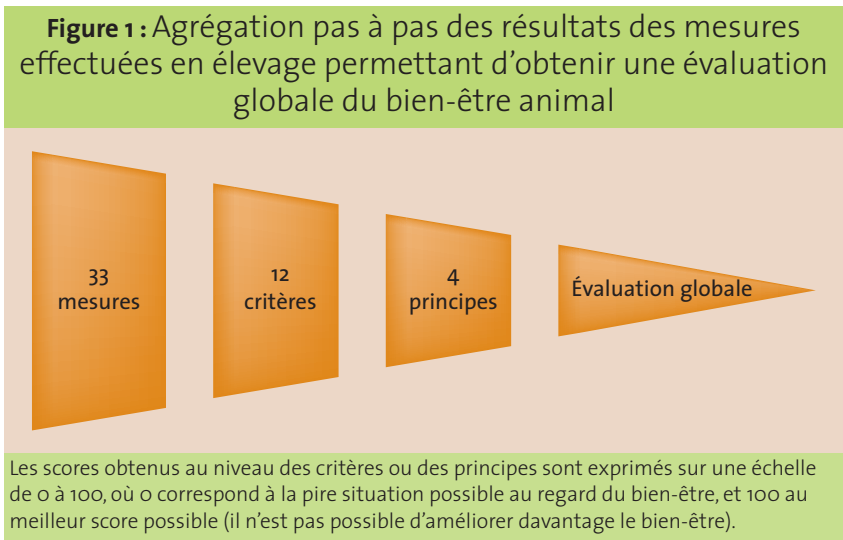 Figure 1 : Agrégation pas à pas des résultats des mesures
effectuées en élevage permettant d'obtenir une évaluation
globale du bien-être animal
33
mesures
12
critères
4
principes
Évaluation globale
Les scores obtenus au niveau des critères ou des principes sont exprimés sur une échelle
de 0 à 100, où 0 correspond à la pire situation possible au regard du bien-être, et 100 au
meilleur score possible (il n'est pas possible d'améliorer davantage le bien-être).